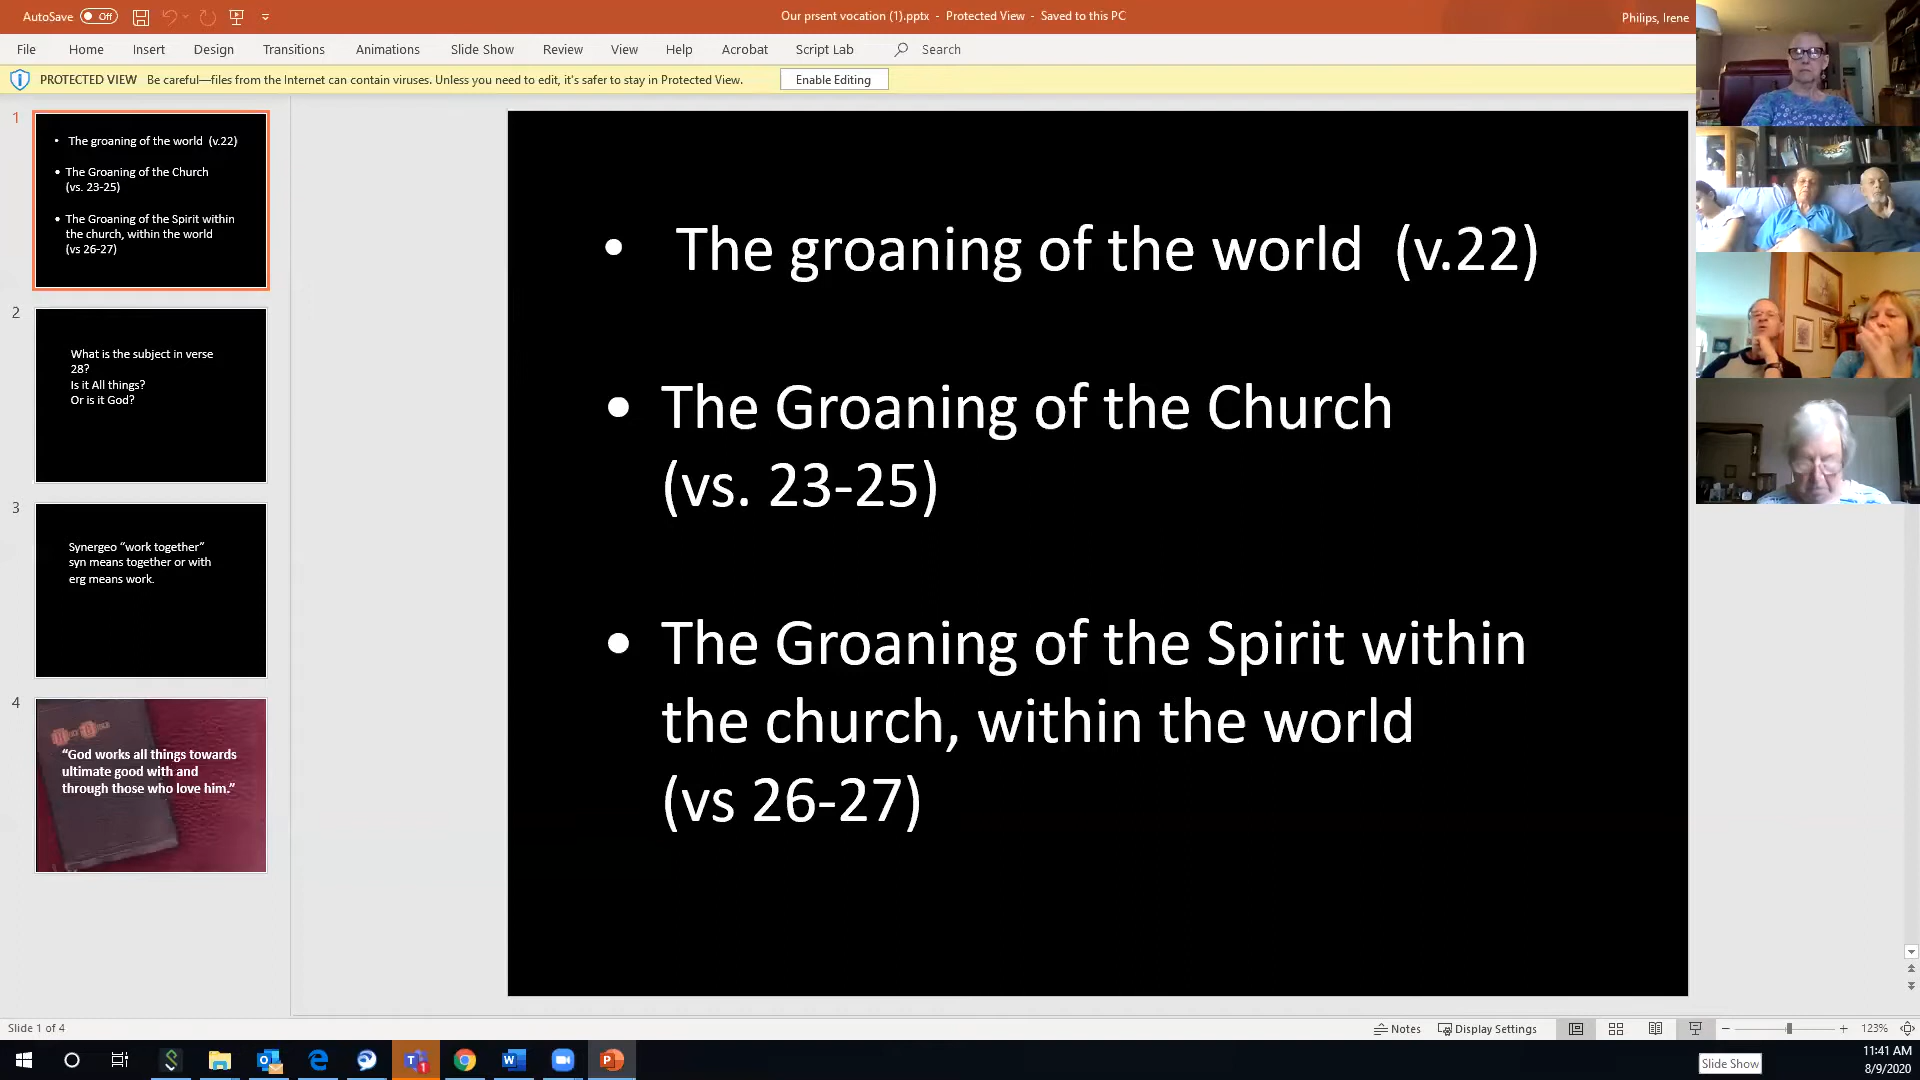 AutoSave Off
Our prsent vocation (1).pptx - Protected View - Saved to this PC
Philips, Irene
File Home Insert Design Transitions Animations Slide Show Review View Help Acrobat Script Lab Search
PROTECTED VIEW Be careful—files from the Internet can contain viruses. Unless you need to edit, it's safer to stay in Protected View. Enable Editing
1
• The groaning of the world (v.22)
• The Groaning of the Church
(vs. 23-25)
• The Groaning of the Spirit within
the church, within the world
(vs 26-27)
2
What is the subject in verse
28?
Is it All things?
Or is it God?
3
Synergeo “work together”
syn means together or with
erg means work.
4
“God works all things towards
ultimate good with and
through those who love him.”
• The groaning of the world (v.22)
• The Groaning of the Church
(vs. 23-25)
• The Groaning of the Spirit within
the church, within the world
(vs 26-27)
Slide 1 of 4
Notes Display Settings 123%
Slide Show
11:41 AM
8/9/2020